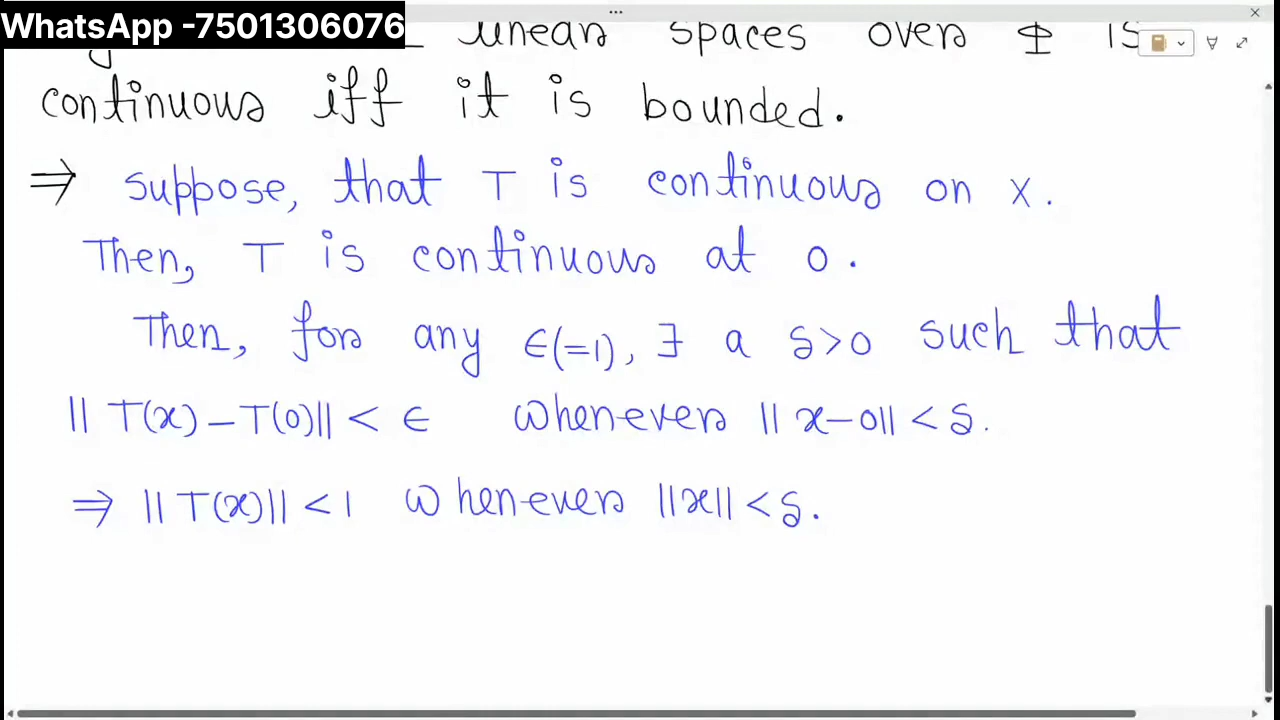 WhatsApp -7501306076
linear spaces over Φ is
continuous iff it is bounded.
⇒ suppose, that T is continuous on X.
Then, T is continuous at 0.
Then, for any ∈(=1), ∃ a δ>0 such that
|| T(x) – T(0)|| < ∈ whenever || x–0|| < δ.
⇒ || T(x)|| < 1 whenever ||x|| < δ.